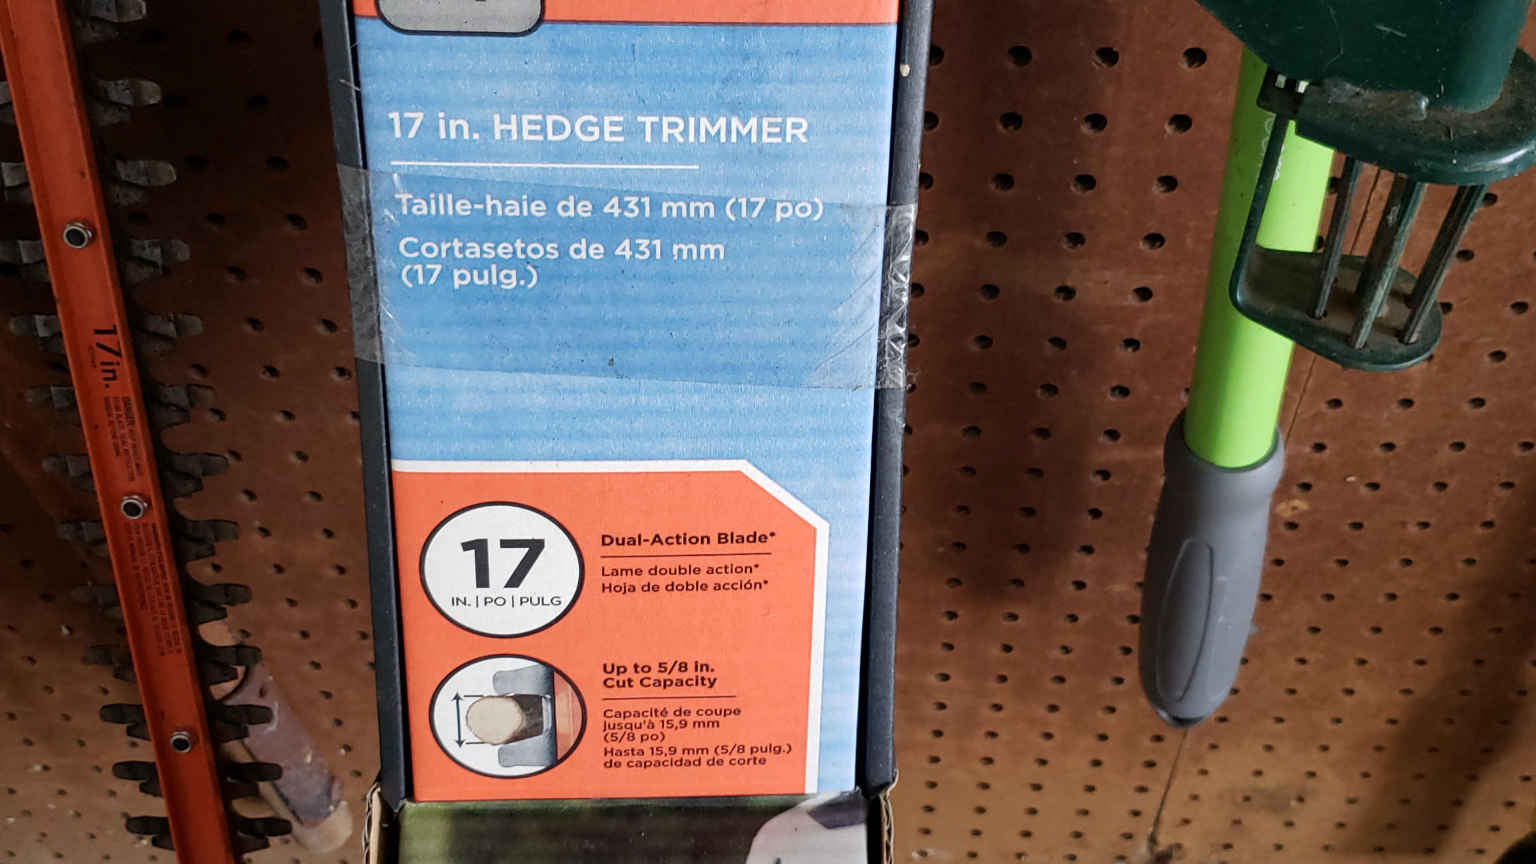 17 in. HEDGE TRIMMER
Taille-haie de 431 mm (17 po)
Cortasetos de 431 mm
(17 pulg.)
17 in.
17
IN. | PO | PULG
Dual-Action Blade*
Lame double action*
Hoja de doble acción*
Up to 5/8 in.
Cut Capacity
Capacité de coupe
jusqu'à 15,9 mm
(5/8 po)
Hasta 15,9 mm (5/8 pulg.)
de capacidad de corte